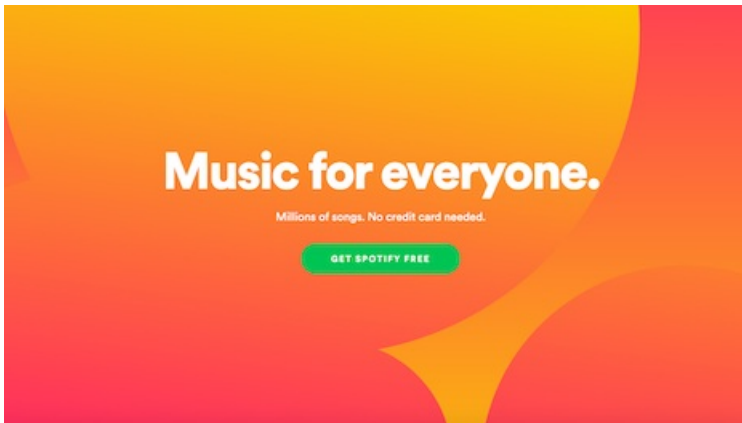 Music for everyone.
Millions of songs. No credit card needed.
GET SPOTIFY FREE